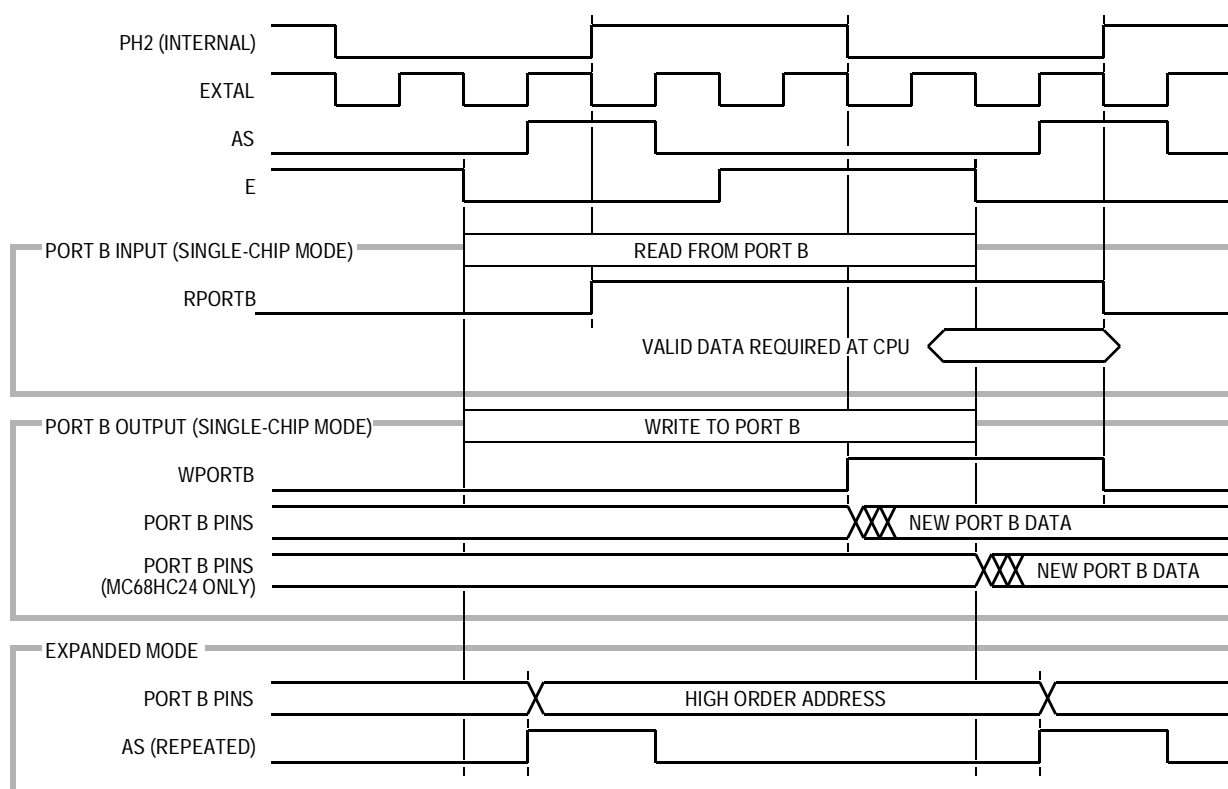 PH2 (INTERNAL)
EXTAL
AS
E
PORT B INPUT (SINGLE-CHIP MODE)
READ FROM PORT B
RPORTB
VALID DATA REQUIRED AT CPU
PORT B OUTPUT (SINGLE-CHIP MODE)
WRITE TO PORT B
WPORTB
PORT B PINS
NEW PORT B DATA
PORT B PINS
(MC68HC24 ONLY)
NEW PORT B DATA
EXPANDED MODE
PORT B PINS
HIGH ORDER ADDRESS
AS (REPEATED)